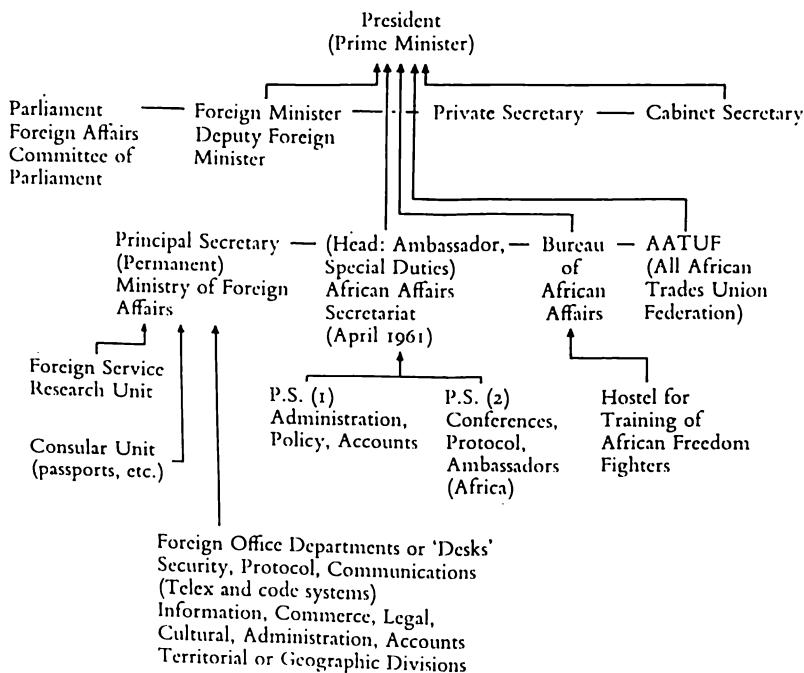 President
(Prime Minister)
Parliament
Foreign Affairs
Committee of
Parliament
Foreign Minister
Deputy Foreign
Minister
Private Secretary
Cabinet Secretary
Principal Secretary
(Permanent)
Ministry of Foreign
Affairs
(Head: Ambassador,
Special Duties)
African Affairs
Secretariat
(April 1961)
Bureau
of
African
Affairs
AATUF
(All African
Trades Union
Federation)
Foreign Service
Research Unit
Consular Unit
(passports, etc.)
P.S. (1)
Administration,
Policy, Accounts
P.S. (2)
Conferences,
Protocol,
Ambassadors
(Africa)
Hostel for
Training of
African Freedom
Fighters
Foreign Office Departments or 'Desks'
Security, Protocol, Communications
(Telex and code systems)
Information, Commerce, Legal,
Cultural, Administration, Accounts
Territorial or Geographic Divisions